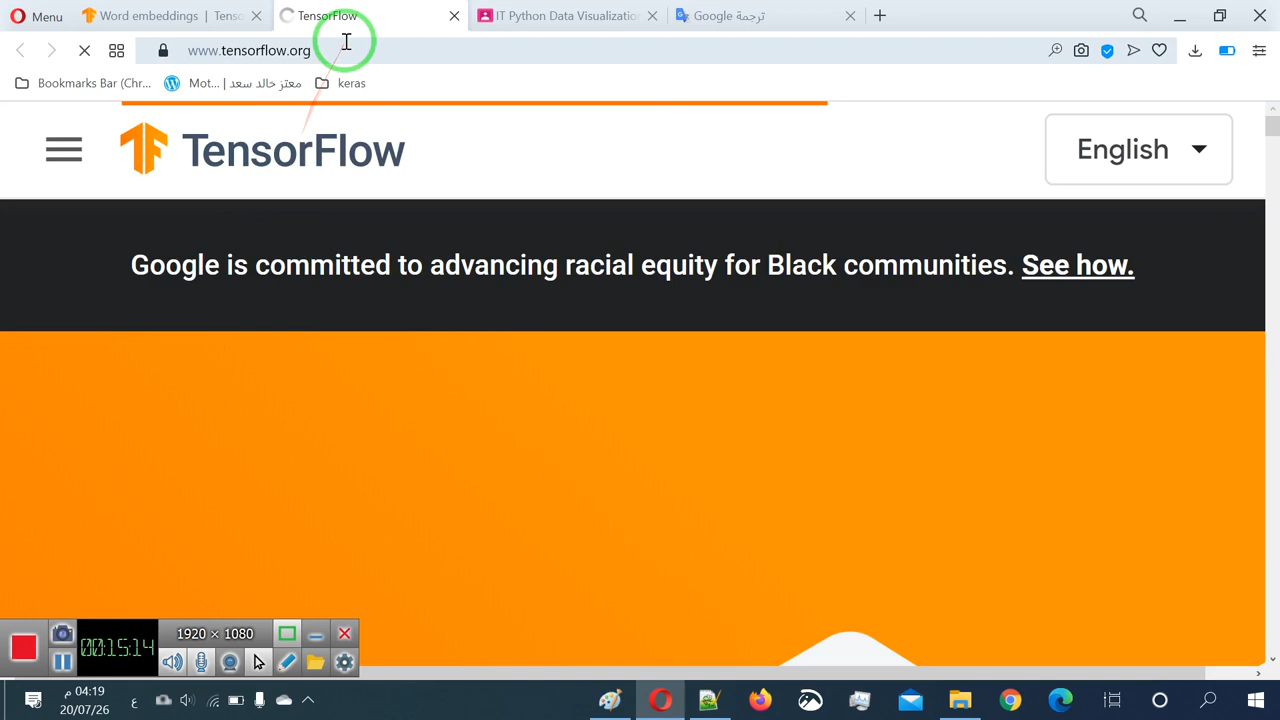 Menu
Word embeddings | Tenso
TensorFlow
IT Python Data Visualization
ترجمة Google
www.tensorflow.org
Bookmarks Bar (Chr...
Mot... | معتز خالد سعد
keras
TensorFlow
English
Google is committed to advancing racial equity for Black communities. See how.
00:15:14
1920 × 1080
04:19 م
20/07/26
ع